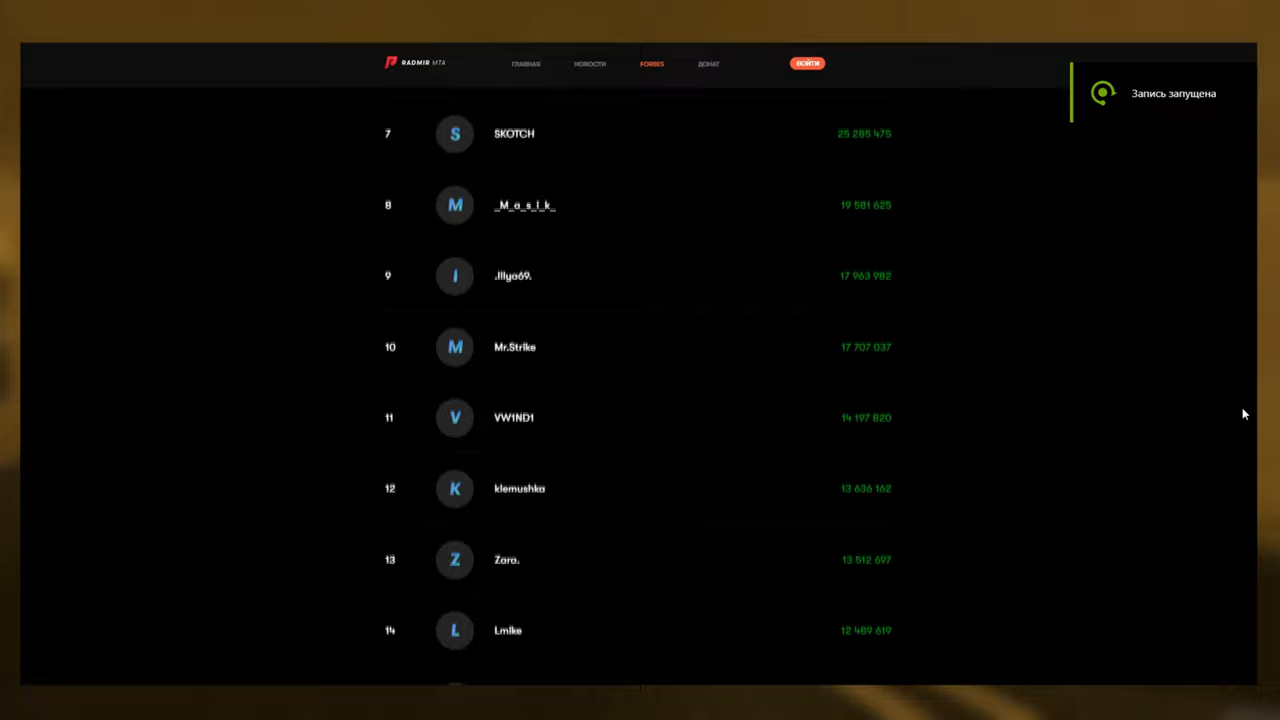 RADMIR MTA ГЛАВНАЯ НОВОСТИ FORBES ДОНАТ ВОЙТИ
Запись запущена
7 S SKOTCH 25 285 475
8 M _M_a_s_i_k_ 19 581 625
9 I .Illya69. 17 963 982
10 M Mr.Strike 17 707 037
11 V VW1ND1 14 197 820
12 K klemushka 13 636 162
13 Z Zara. 13 512 697
14 L Lmike 12 489 619